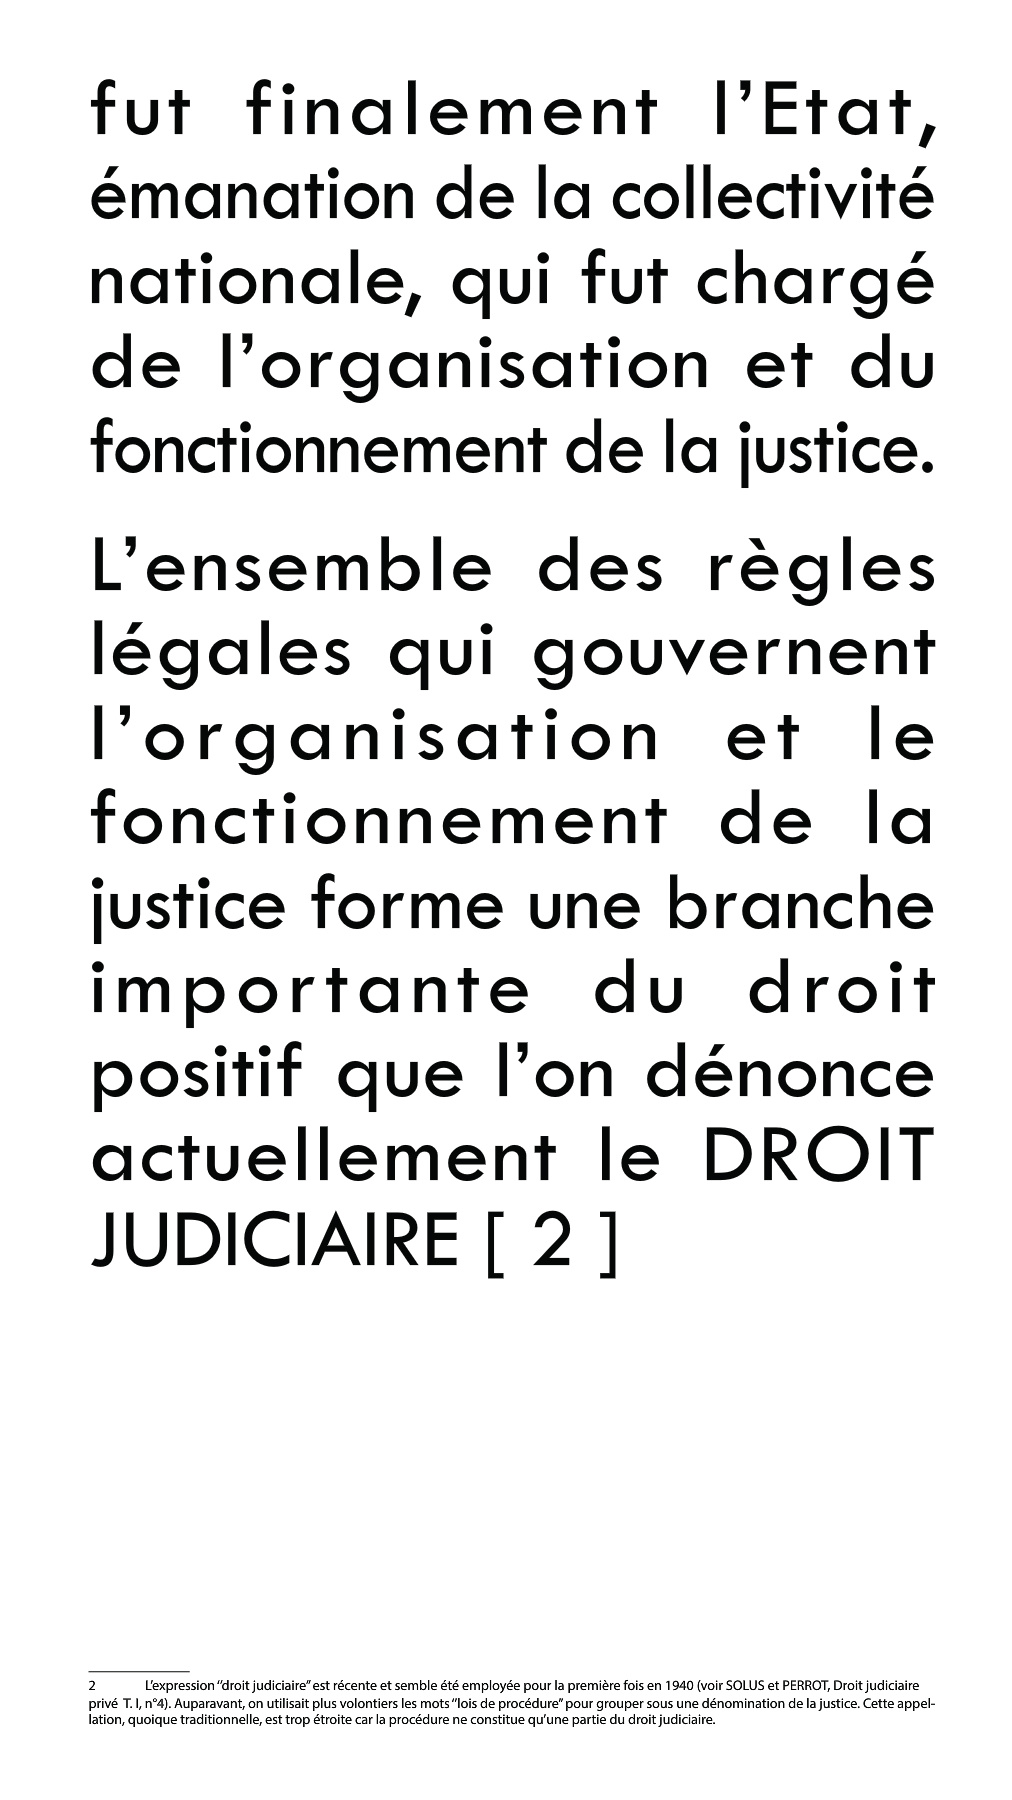 fut finalement l’Etat,
émanation de la collectivité
nationale, qui fut chargé
de l’organisation et du
fonctionnement de la justice.
L’ensemble des règles
légales qui gouvernent
l’organisation et le
fonctionnement de la
justice forme une branche
importante du droit
positif que l’on dénonce
actuellement le DROIT
JUDICIAIRE [ 2 ]
2 L’expression “droit judiciaire” est récente et semble été employée pour la première fois en 1940 (voir SOLUS et PERROT, Droit judiciaire
privé T. I, n°4). Auparavant, on utilisait plus volontiers les mots “lois de procédure” pour grouper sous une dénomination de la justice. Cette appel-
lation, quoique traditionnelle, est trop étroite car la procédure ne constitue qu’une partie du droit judiciaire.